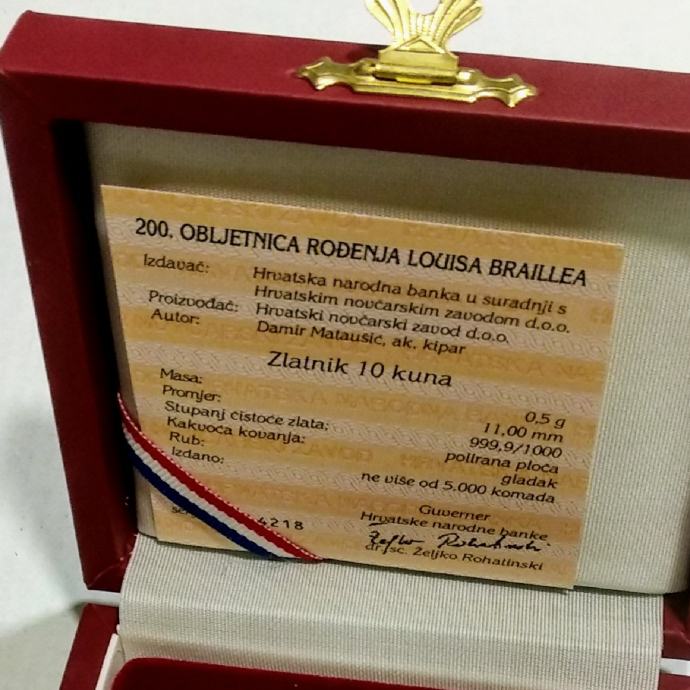 200. OBLJETNICA ROĐENJA LOUISA BRAILLEA
Izdavač: Hrvatska narodna banka u suradnji s
Hrvatskim novčarskim zavodom d.o.o.
Proizvođač: Hrvatski novčarski zavod d.o.o.
Autor: Damir Mataušić, ak. kipar
Zlatnik 10 kuna
Masa: 0,5 g
Promjer: 11,00 mm
Stupanj čistoće zlata: 999,9/1000
Kakvoća kovanja: polirana ploča
Rub: gladak
Izdano: ne više od 5.000 komada
4218
Guverner
Hrvatske narodne banke
dr. sc. Željko Rohatinski